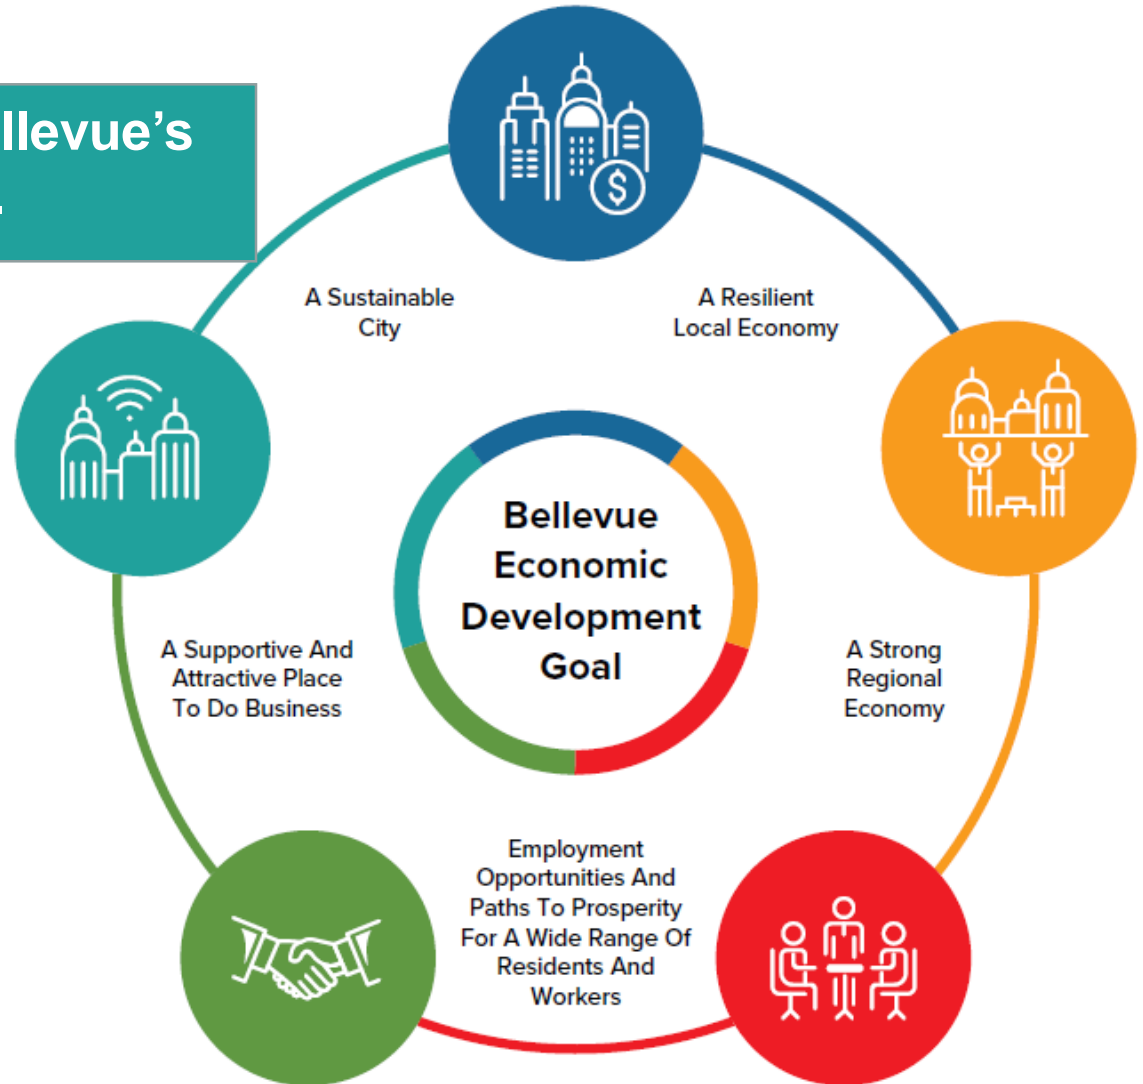 llevue’s
A Sustainable
City
A Resilient
Local Economy
Bellevue
Economic
Development
Goal
A Supportive And
Attractive Place
To Do Business
A Strong
Regional
Economy
Employment
Opportunities And
Paths To Prosperity
For A Wide Range Of
Residents And
Workers
$